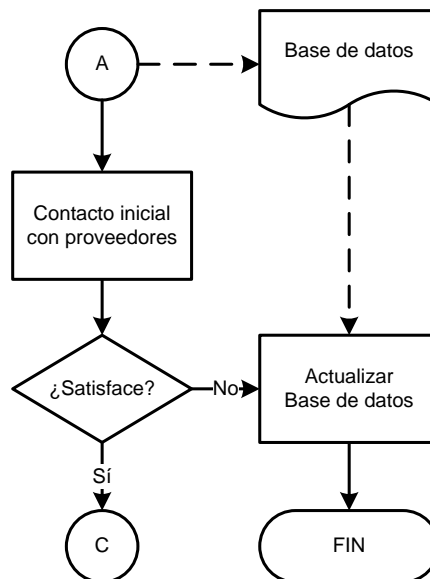 A
Base de datos
Contacto inicial
con proveedores
¿Satisface?
No
Actualizar
Base de datos
Sí
C
FIN